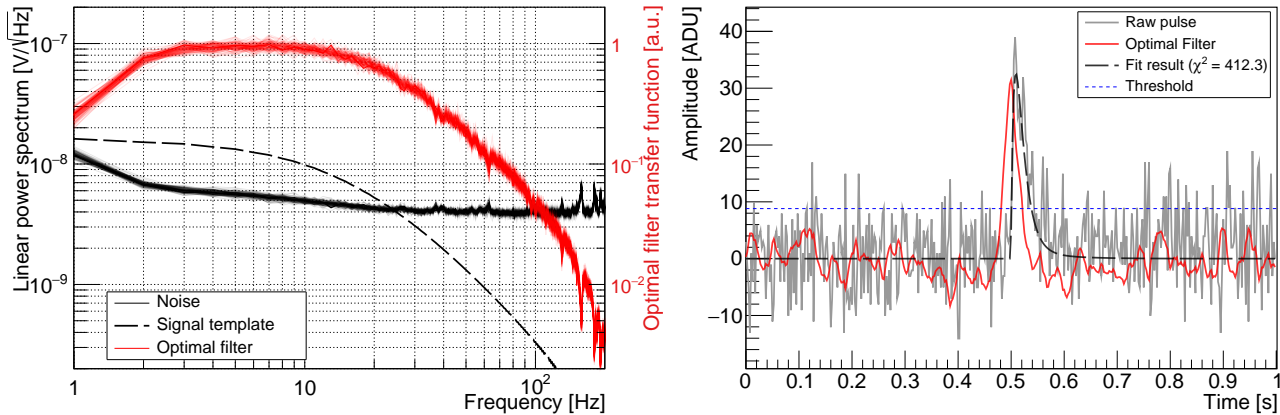 Linear power spectrum [V/√Hz]
10⁻⁷
10⁻⁸
10⁻⁹
Noise
Signal template
Optimal filter
1
10
10²
Frequency [Hz]
1
10⁻¹
10⁻²
Optimal filter transfer function [a.u.]
Amplitude [ADU]
40
30
20
10
0
−10
Raw pulse
Optimal Filter
Fit result (χ² = 412.3)
Threshold
0 0.1 0.2 0.3 0.4 0.5 0.6 0.7 0.8 0.9 1
Time [s]